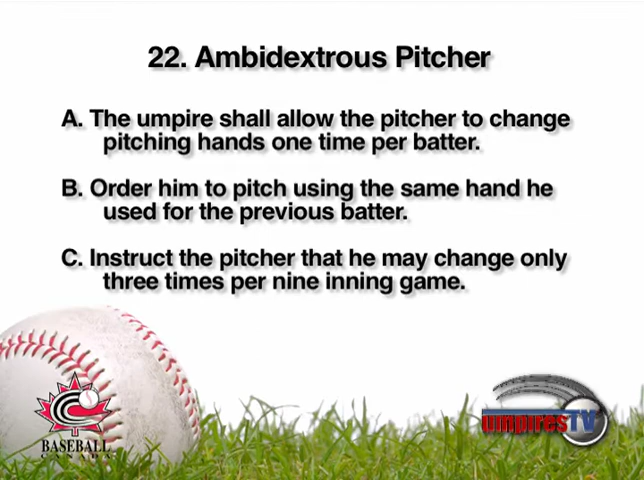 22. Ambidextrous Pitcher
A. The umpire shall allow the pitcher to change
pitching hands one time per batter.
B. Order him to pitch using the same hand he
used for the previous batter.
C. Instruct the pitcher that he may change only
three times per nine inning game.
BASEBALL
CANADA
umpiresTV